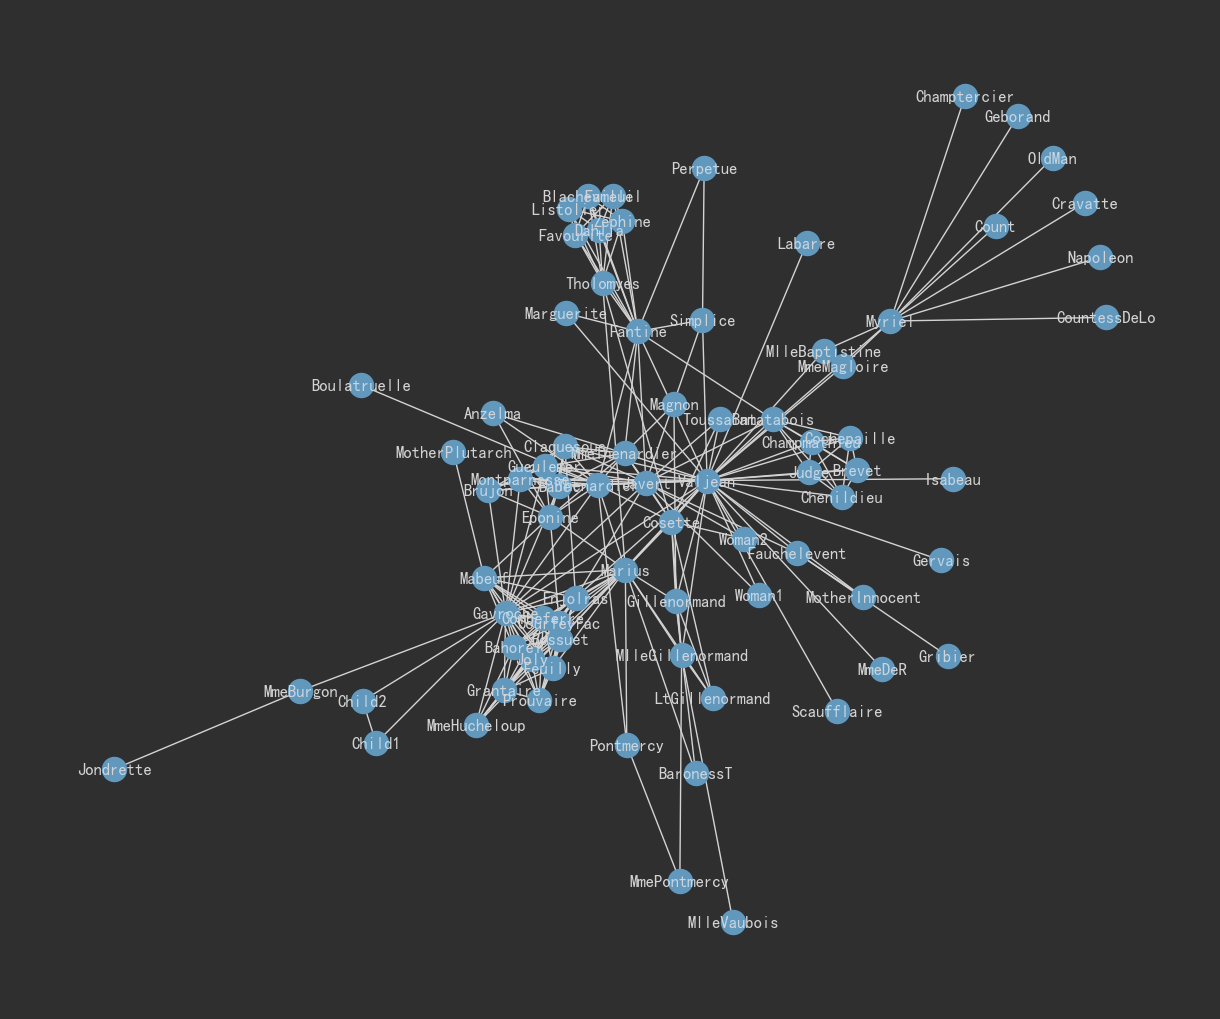 Champtercier
Geborand
OldMan
Perpetue
Blacheville
Fameuil
Listolier
Cravatte
Zephine
Dahlia
Favourite
Count
Labarre
Napoleon
Tholomyes
Marguerite
Simplice
Myriel
CountessDeLo
Fantine
MlleBaptistine
MmeMagloire
Boulatruelle
Magnon
Anzelma
Toussaint
Bamatabois
Champmathieu
Cochepaille
Claquesous
MotherPlutarch
MmeThenardier
Gueulemer
Judge
Brevet
Montparnasse
Isabeau
Valjean
Javert
Babet
Thenardier
Brujon
Chenildieu
Eponine
Cosette
Woman2
Fauchelevent
Gervais
Marius
Mabeuf
Woman1
MotherInnocent
Enjolras
Gillenormand
Gavroche
Combeferre
Courfeyrac
Bossuet
Bahorel
MlleGillenormand
Gribier
Joly
Feuilly
MmeDeR
Grantaire
MmeBurgon
Child2
Prouvaire
LtGillenormand
Scaufflaire
MmeHucheloup
Child1
Pontmercy
Jondrette
BaronessT
MmePontmercy
MlleVaubois